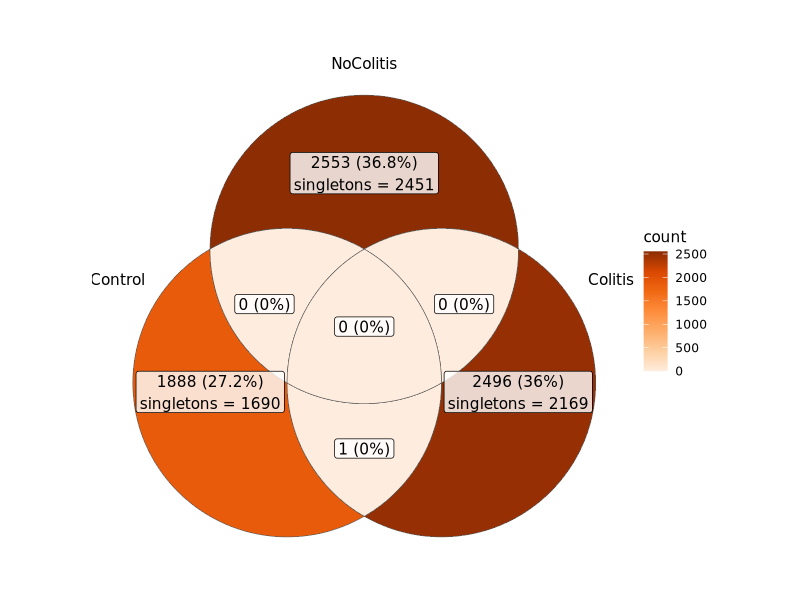 NoColitis
2553 (36.8%)
singletons = 2451
Control
Colitis
0 (0%)
0 (0%)
0 (0%)
1888 (27.2%)
singletons = 1690
2496 (36%)
singletons = 2169
1 (0%)
count
2500
2000
1500
1000
500
0